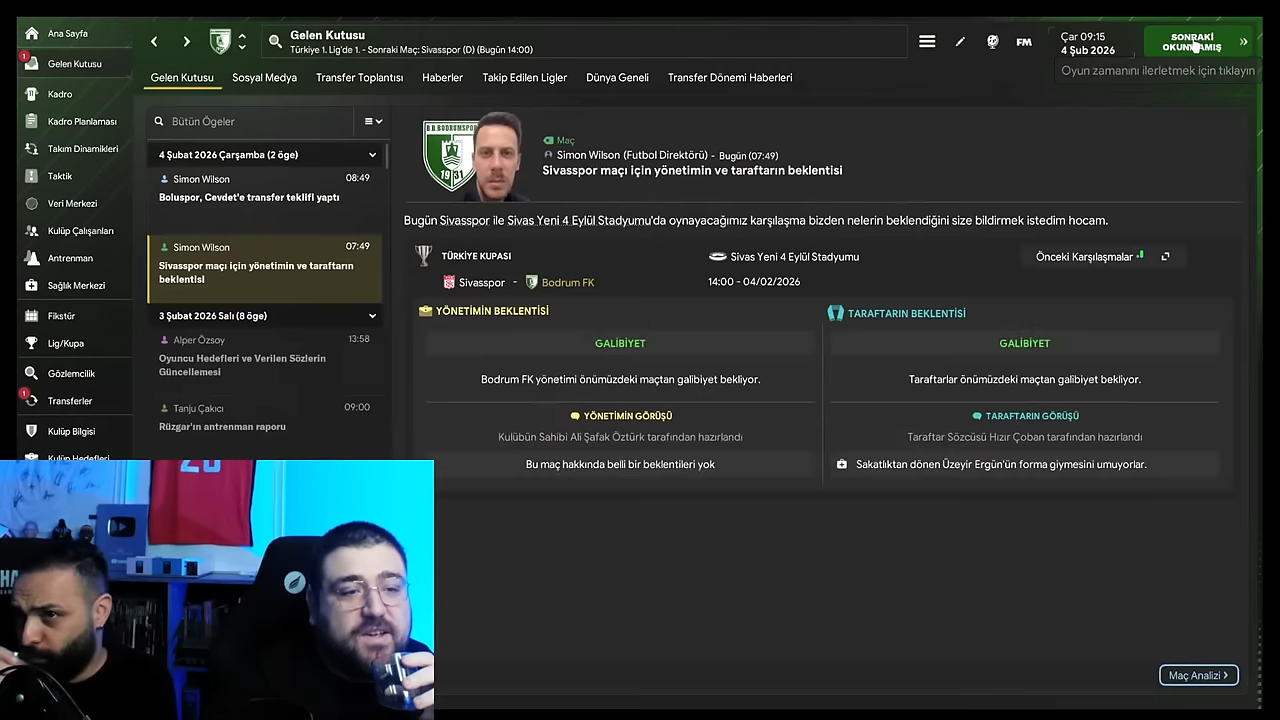 Ana Sayfa
Gelen Kutusu
Türkiye 1. Lig'de 1. - Sonraki Maç: Sivasspor (D) (Bugün 14:00)
FM
Çar 09:15
4 Şub 2026
SONRAKİ
Oyun zamanını ilerletmek için tıklayın
1
Gelen Kutusu
Kadro
Kadro Planlaması
Takım Dinamikleri
Taktik
Veri Merkezi
Kulüp Çalışanları
Antrenman
Sağlık Merkezi
Fikstür
Lig/Kupa
Gözlemcilik
1
Transferler
Kulüp Bilgisi
Kulüp Hedefleri
Gelen Kutusu
Sosyal Medya
Transfer Toplantısı
Haberler
Takip Edilen Ligler
Dünya Geneli
Transfer Dönemi Haberleri
Bütün Ögeler
4 Şubat 2026 Çarşamba (2 öge)
Simon Wilson 08:49
Boluspor, Cevdet'e transfer teklifi yaptı
Simon Wilson 07:49
Sivasspor maçı için yönetim ve taraftarın
beklentisi
3 Şubat 2026 Salı (8 öge)
Alper Özsoy 13:58
Oyuncu Hedefleri ve Verilen Sözlerin
Güncellemesi
Tanju Çakıcı 09:00
Rüzgar'ın antrenman raporu
B.B.BODRUMSPOR
1931
Maç
Simon Wilson (Futbol Direktörü) - Bugün (07:49)
Sivasspor maçı için yönetim ve taraftarın beklentisi
Bugün Sivasspor ile Sivas Yeni 4 Eylül Stadyumu'da oynayacağımız karşılaşma bizden nelerin beklendiğini size bildirmek istedim hocam.
TÜRKİYE KUPASI
Sivas Yeni 4 Eylül Stadyumu
Önceki Karşılaşmalar
Sivasspor - Bodrum FK
14:00 - 04/02/2026
YÖNETİMİN BEKLENTİSİ
GALİBİYET
Bodrum FK yönetimi önümüzdeki maçtan galibiyet bekliyor.
YÖNETİMİN GÖRÜŞÜ
Kulübün Sahibi Ali Şafak Öztürk tarafından hazırlandı
Bu maç hakkında belli bir beklentileri yok
TARAFTARIN BEKLENTİSİ
GALİBİYET
Taraftarlar önümüzdeki maçtan galibiyet bekliyor.
TARAFTARIN GÖRÜŞÜ
Taraftar Sözcüsü Hızır Çoban tarafından hazırlandı
Sakatlıktan dönen Üzeyir Ergün'ün forma giymesini umuyorlar.
Maç Analizi